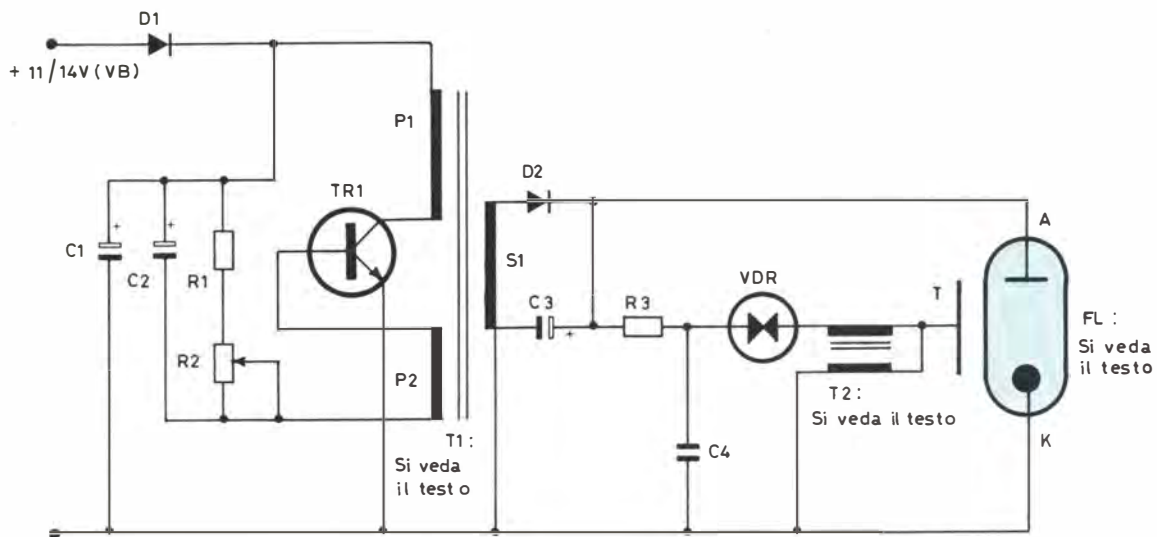 D1
+ 11/14V (VB)
P1
TR1
D2
A
C1
+
+
C2
R1
S1
VDR
T
C3
+
R3
FL :
Si veda
il testo
R2
P2
T2 :
Si veda il testo
T1 :
Si veda
il testo
C4
K